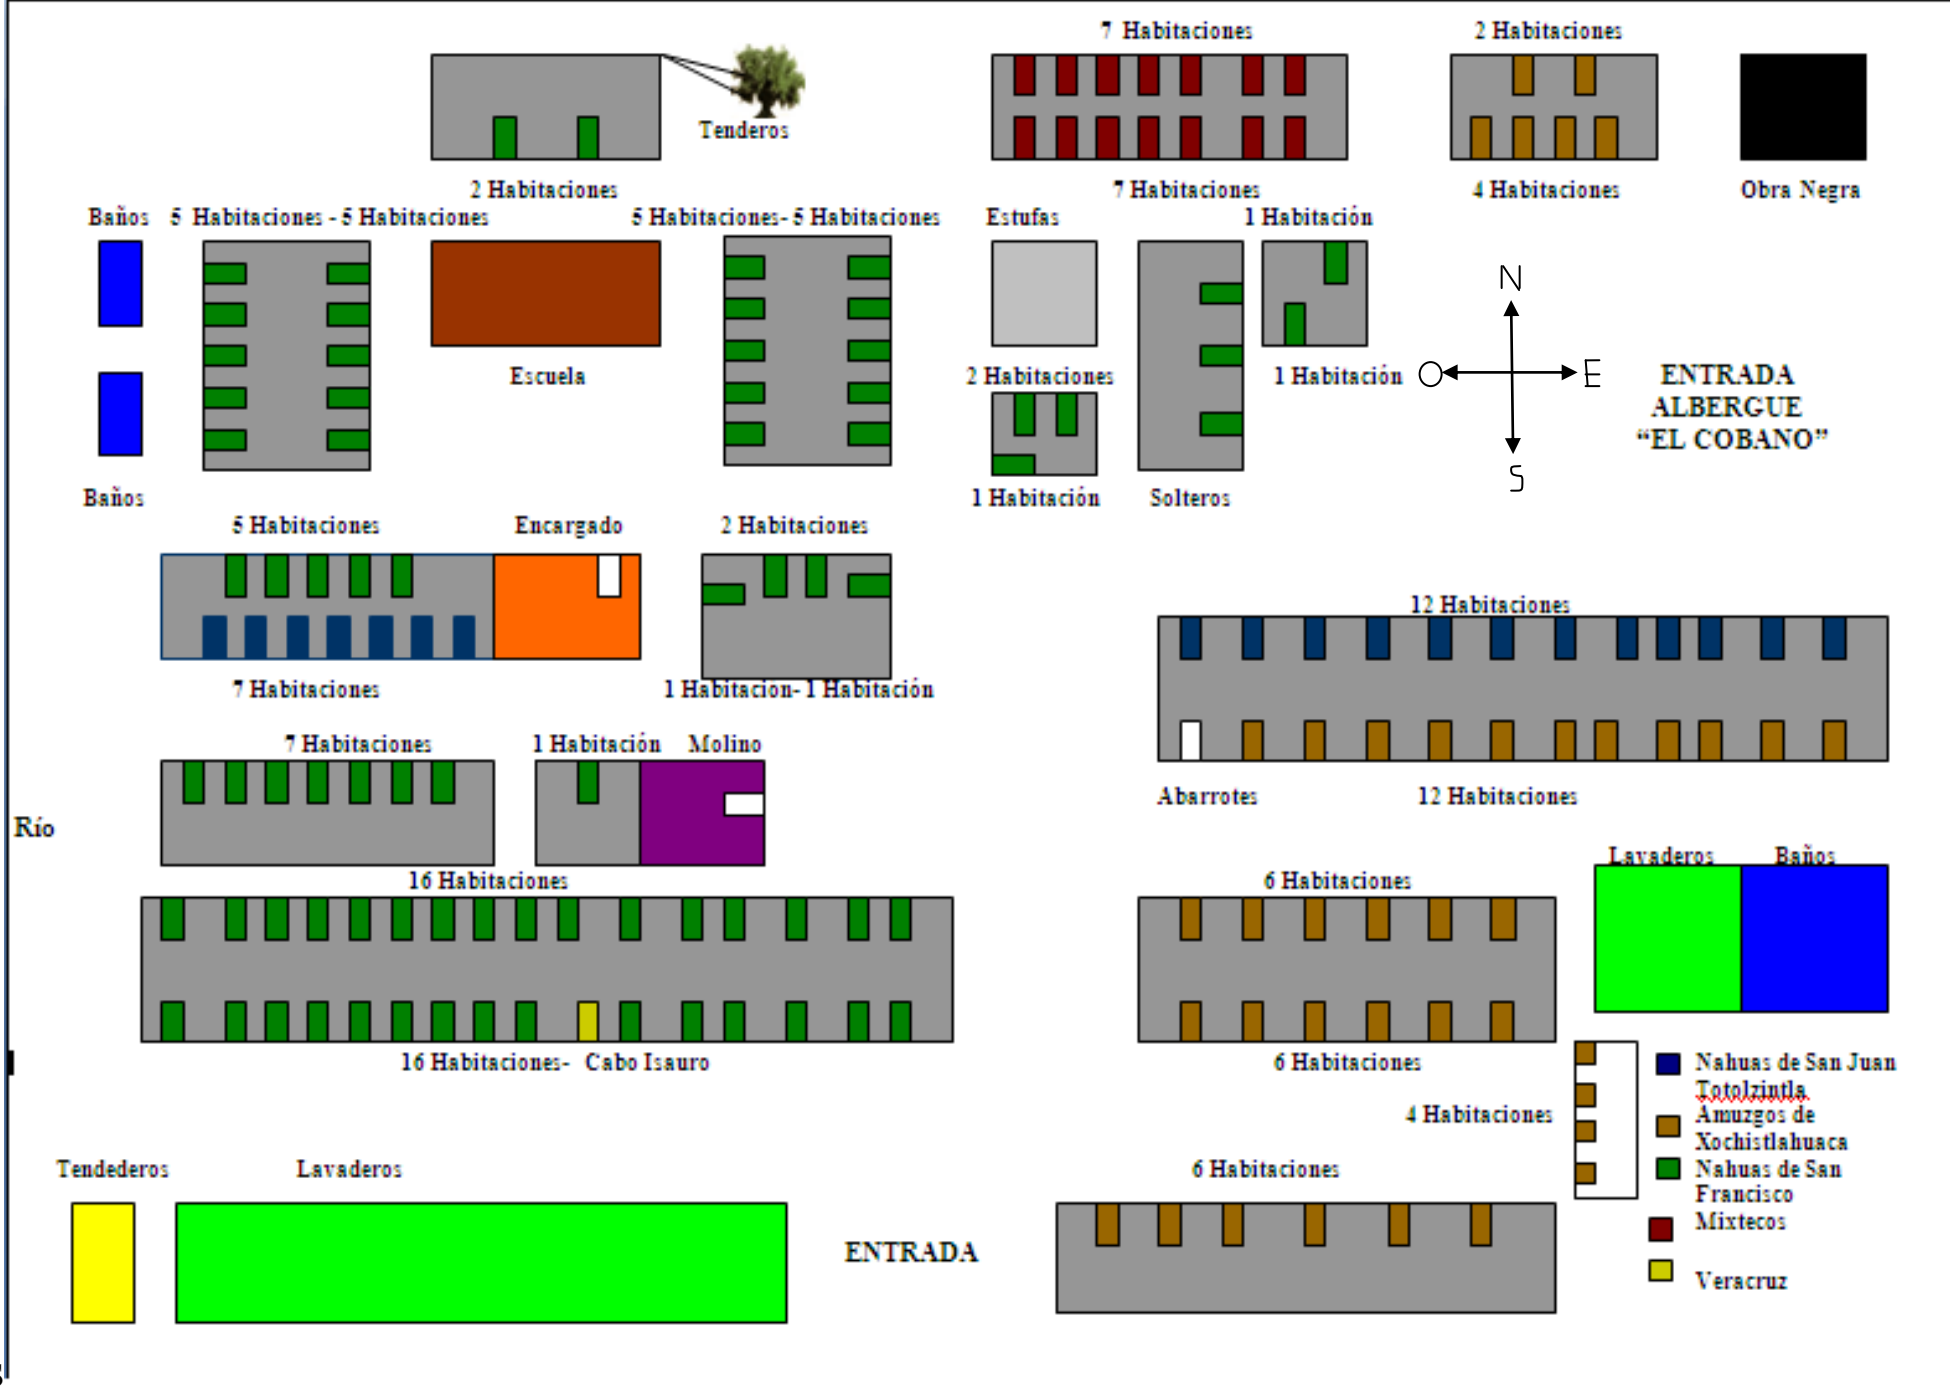 7 Habitaciones
2 Habitaciones
Tenderos
2 Habitaciones
7 Habitaciones
4 Habitaciones
Obra Negra
Baños
5 Habitaciones - 5 Habitaciones
5 Habitaciones- 5 Habitaciones
Estufas
1 Habitación
N
O
E
S
Escuela
2 Habitaciones
1 Habitación
ENTRADA
ALBERGUE
“EL COBANO”
Baños
1 Habitación
Solteros
5 Habitaciones
Encargado
2 Habitaciones
12 Habitaciones
7 Habitaciones
1 Habitacion- 1 Habitación
7 Habitaciones
1 Habitación
Molino
Abarrotes
12 Habitaciones
Río
Lavaderos
Baños
16 Habitaciones
6 Habitaciones
16 Habitaciones- Cabo Isauro
6 Habitaciones
4 Habitaciones
Nahuas de San Juan
Totolzintla
Amuzgos de
Xochistlahuaca
Nahuas de San
Francisco
Mixtecos
Veracruz
Tendederos
Lavaderos
6 Habitaciones
ENTRADA